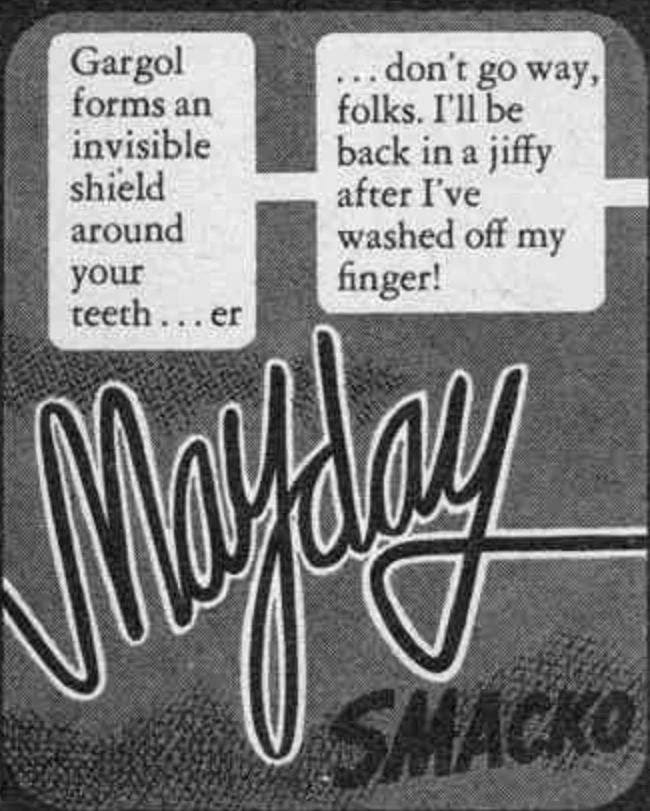 Gargol
forms an
invisible
shield
around
your
teeth ... er
... don't go way,
folks. I'll be
back in a jiffy
after I've
washed off my
finger!
Mayday
SMACKO